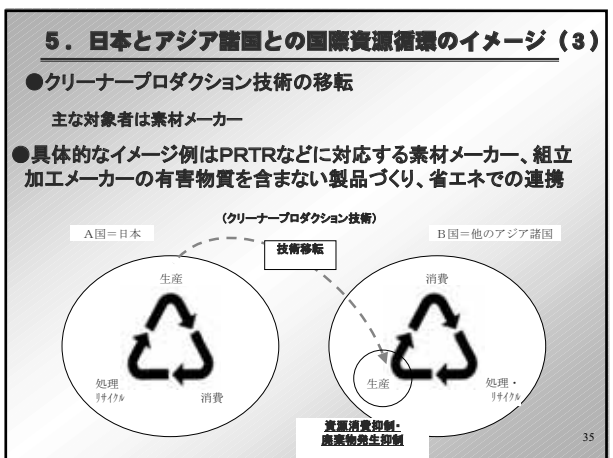 5．日本とアジア諸国との国際資源循環のイメージ（3）
●クリーナープロダクション技術の移転
主な対象者は素材メーカー
●具体的なイメージ例はPRTRなどに対応する素材メーカー、組立
加工メーカーの有害物質を含まない製品づくり、省エネでの連携
（クリーナープロダクション技術）
A国＝日本
B国＝他のアジア諸国
技術移転
生産
消費
処理
ﾘｻｲｸﾙ
消費
生産
処理・
ﾘｻｲｸﾙ
資源消費抑制・
廃棄物発生抑制
35